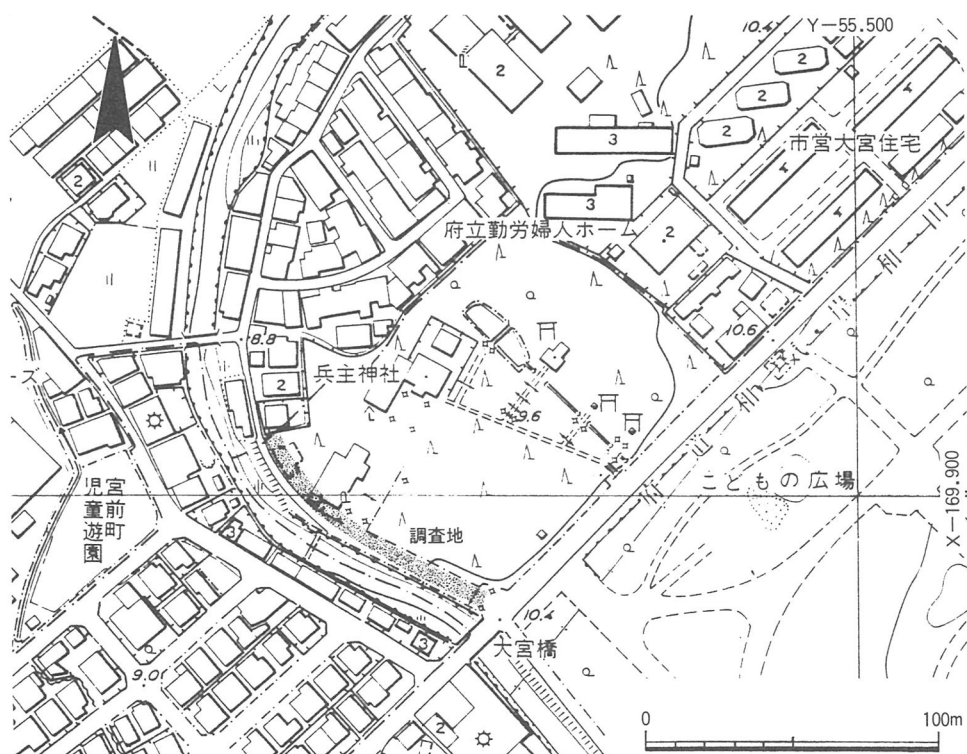 Y-55.500
10.4
2
2
2
2
3
市営大宮住宅
2
3
府立勤労婦人ホーム
2
8.8
10.6
兵主神社
2
9.6
ース
こどもの広場
宮前町
児童遊園
X-169.900
調査地
3
10.4
大宮橋
3
9.0
2
0
100m